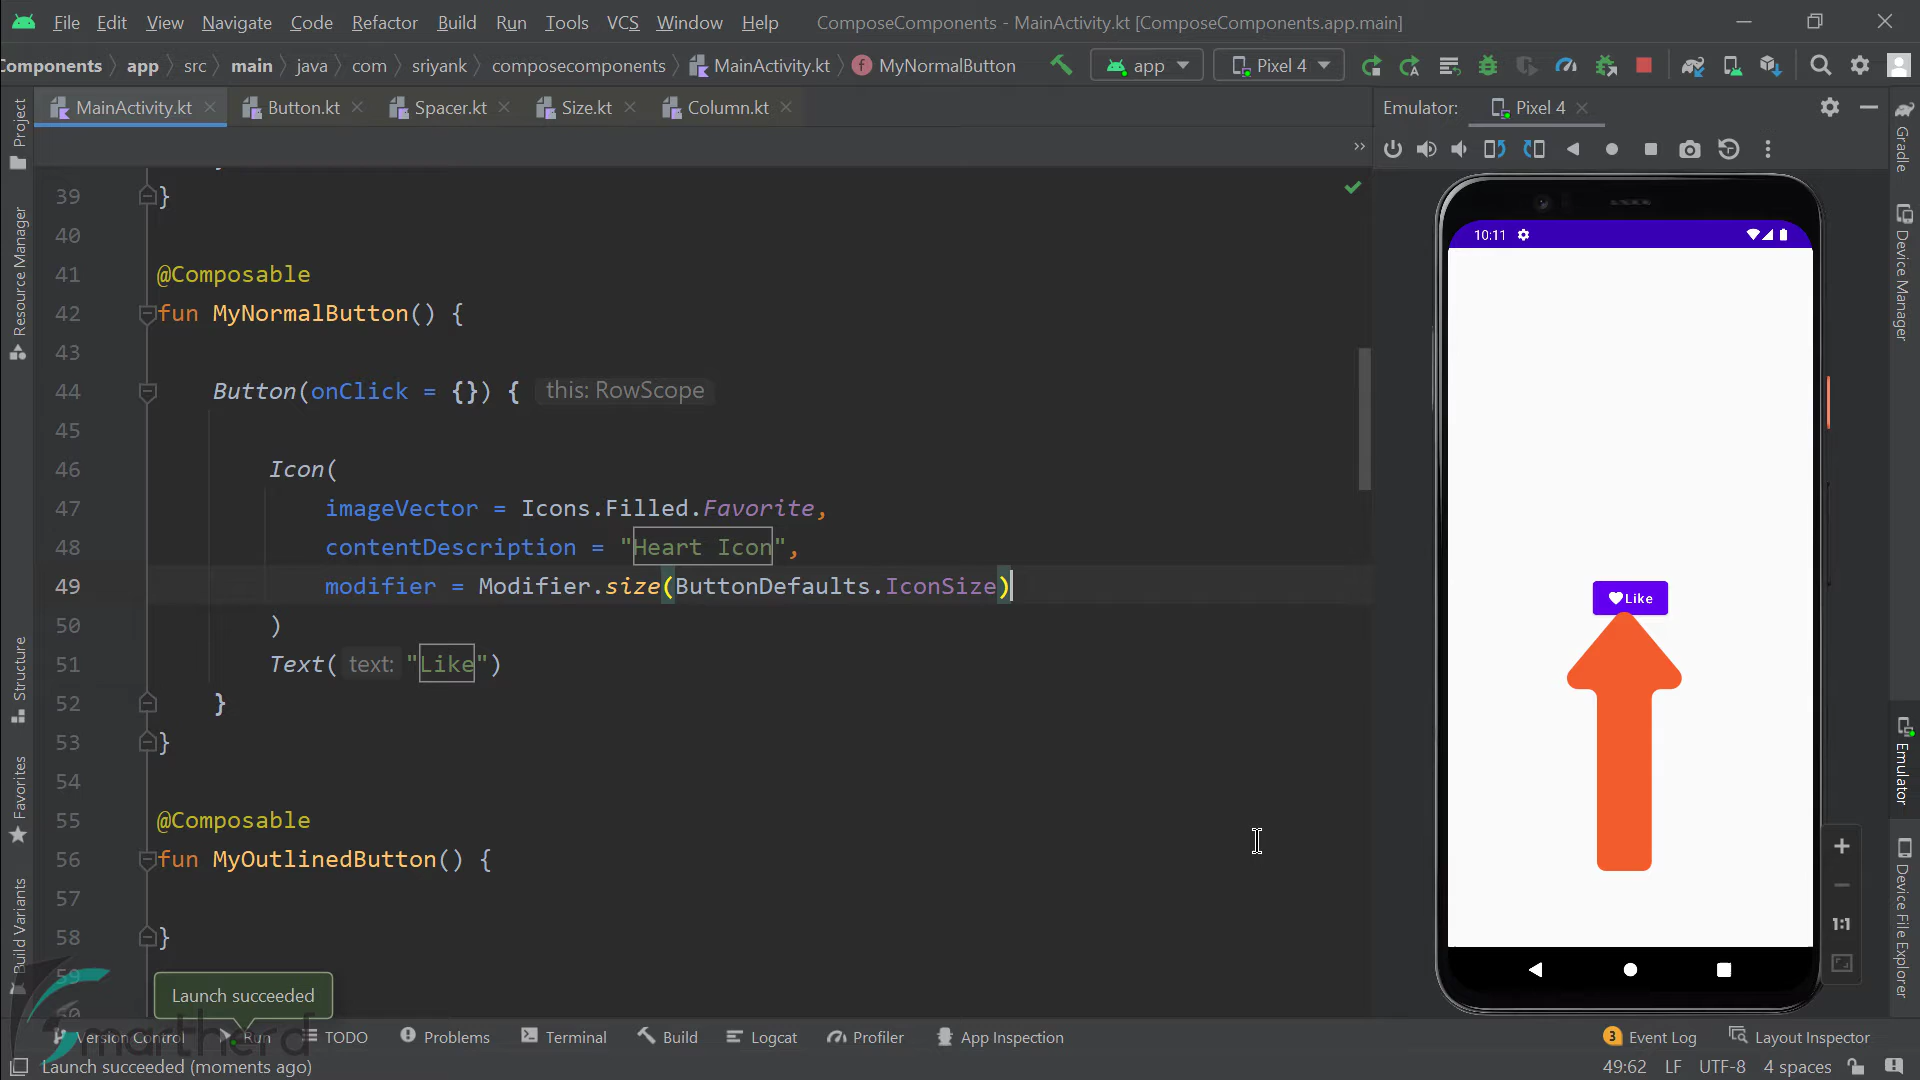 File Edit View Navigate Code Refactor Build Run Tools VCS Window Help ComposeComponents - MainActivity.kt [ComposeComponents.app.main]
Components app src main java com sriyank composecomponents MainActivity.kt MyNormalButton app Pixel 4
MainActivity.kt Button.kt Spacer.kt Size.kt Column.kt
Emulator: Pixel 4
39 }
40
41 @Composable
42 fun MyNormalButton() {
43
44 Button(onClick = {}) { this: RowScope
45
46 Icon(
47 imageVector = Icons.Filled.Favorite,
48 contentDescription = "Heart Icon",
49 modifier = Modifier.size(ButtonDefaults.IconSize)
50 )
51 Text( text: "Like")
52 }
53 }
54
55 @Composable
56 fun MyOutlinedButton() {
57
58 }
59
60
Launch succeeded
Project
Resource Manager
Structure
Favorites
Build Variants
10:11
Like
1:1
Gradle
Device Manager
Emulator
Device File Explorer
Version Control Run TODO Problems Terminal Build Logcat Profiler App Inspection 3 Event Log Layout Inspector
martherd
Launch succeeded (moments ago) 49:62 LF UTF-8 4 spaces